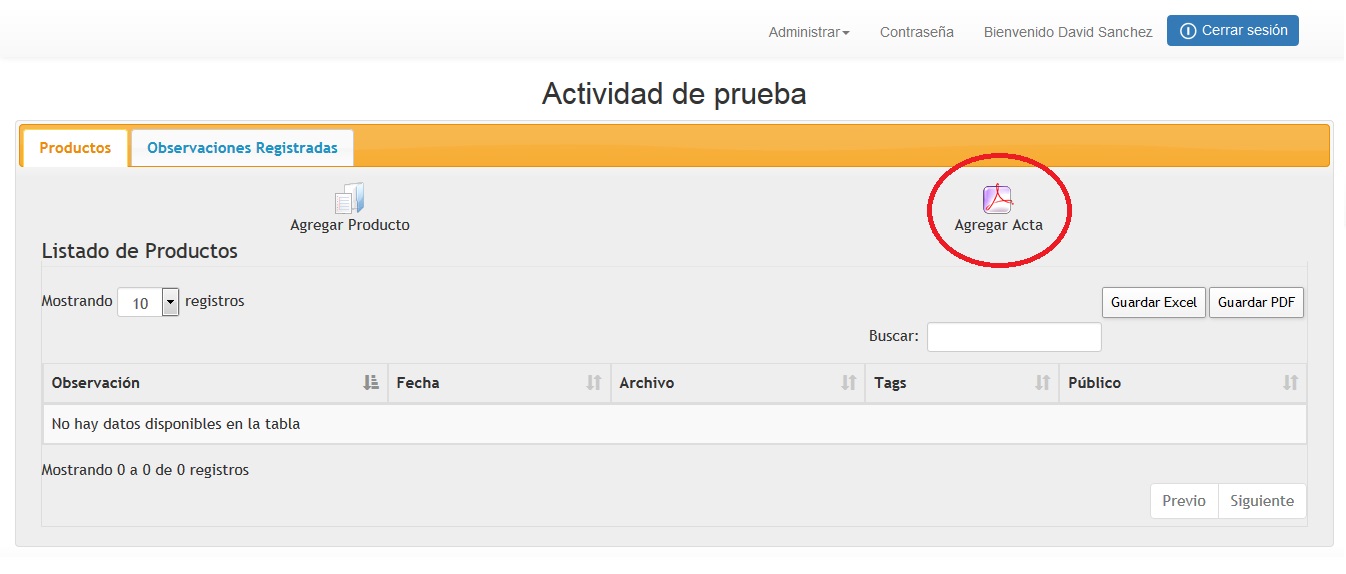 Administrar Contraseña Bienvenido David Sanchez Cerrar sesión
Actividad de prueba
Productos Observaciones Registradas
Agregar Producto Agregar Acta
Listado de Productos
Mostrando 10 registros Guardar Excel Guardar PDF
Buscar:
Observación Fecha Archivo Tags Público
No hay datos disponibles en la tabla
Mostrando 0 a 0 de 0 registros
Previo Siguiente